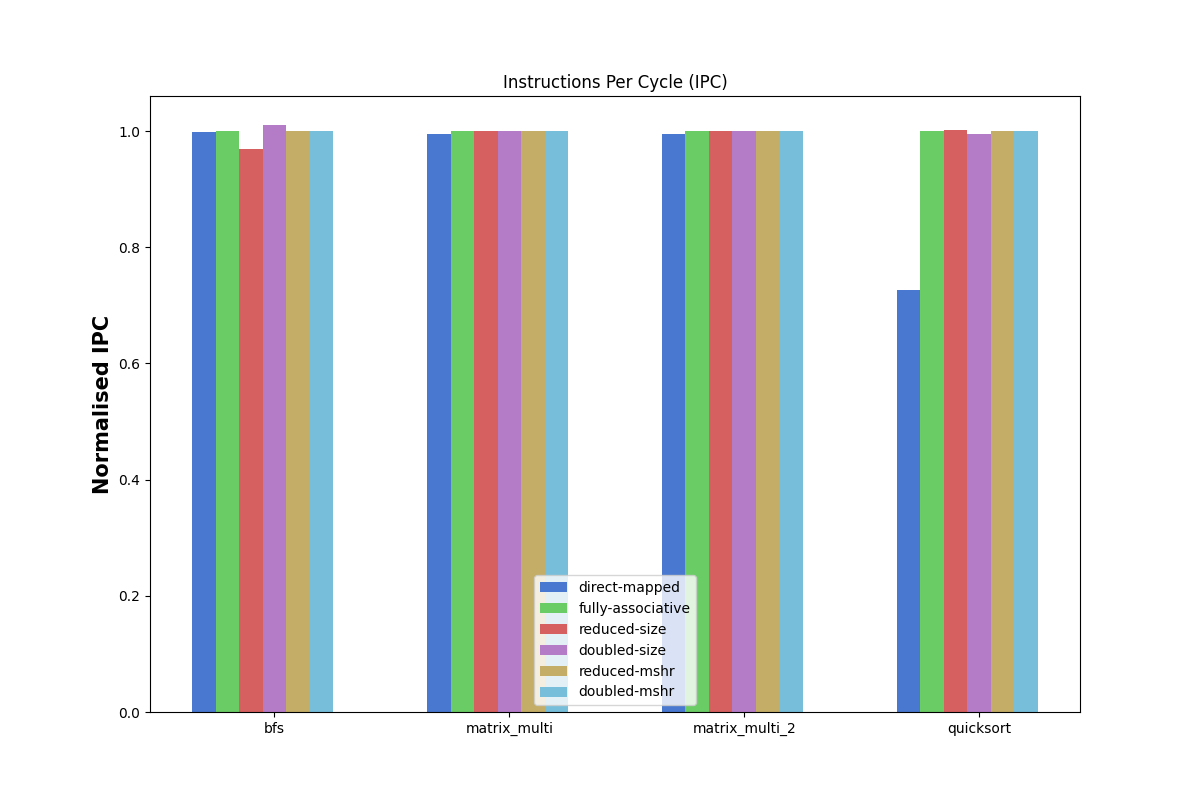 Instructions Per Cycle (IPC)
Normalised IPC
1.0
0.8
0.6
0.4
0.2
0.0
direct-mapped
fully-associative
reduced-size
doubled-size
reduced-mshr
doubled-mshr
bfs
matrix_multi
matrix_multi_2
quicksort